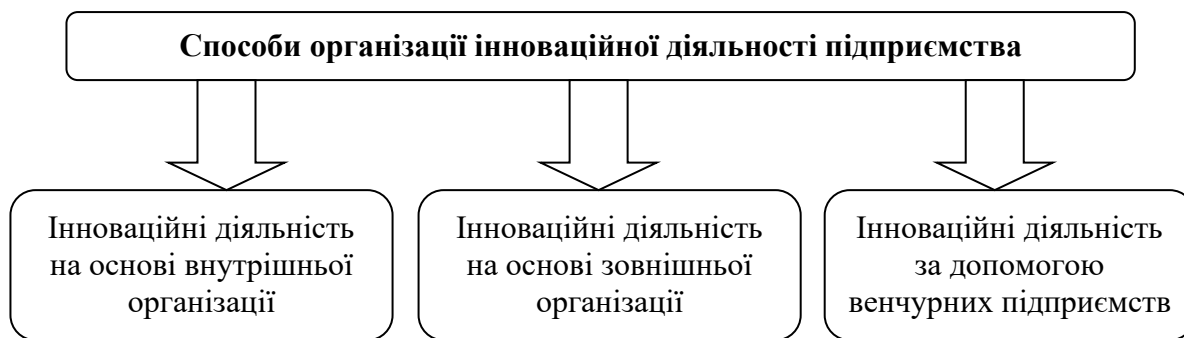 Способи організації інноваційної діяльності підприємства
Інноваційні діяльність
на основі внутрішньої
організації
Інноваційні діяльність
на основі зовнішньої
організації
Інноваційні діяльність
за допомогою
венчурних підприємств